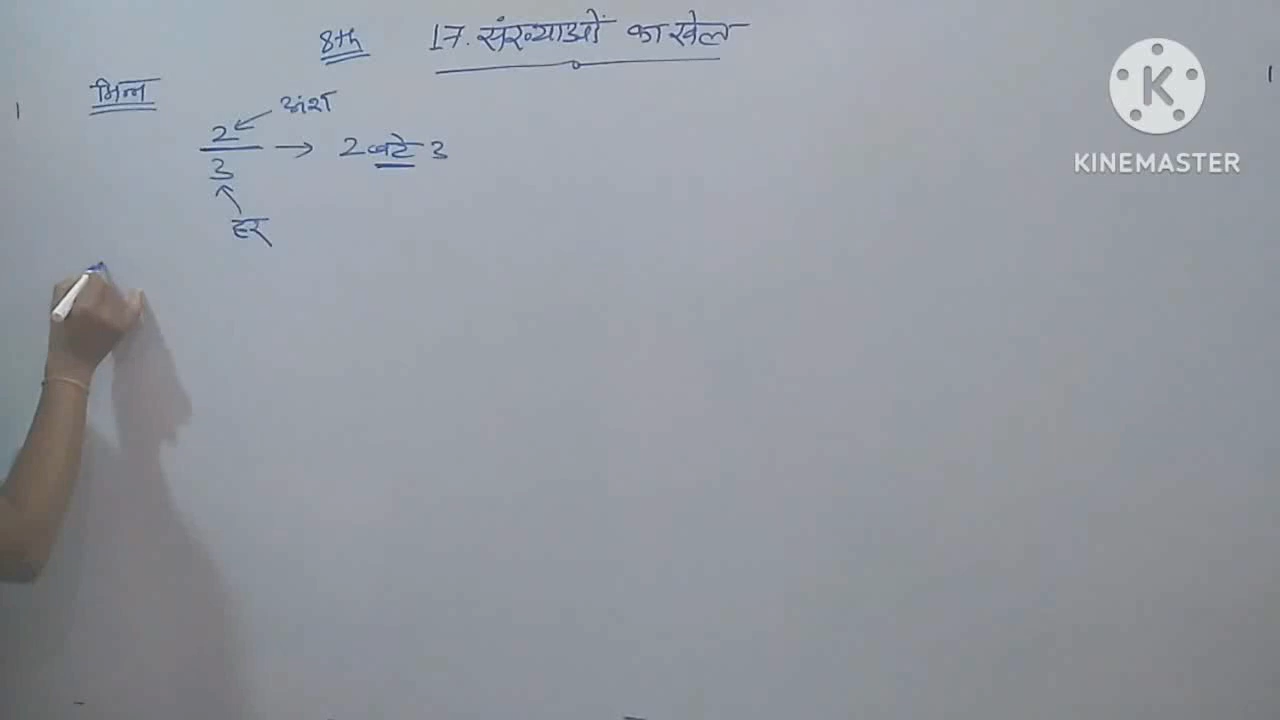 8th 17. संख्याओं का खेल
भिन्न
अंश
2
3
→ 2 बटे 3
हर
KINEMASTER